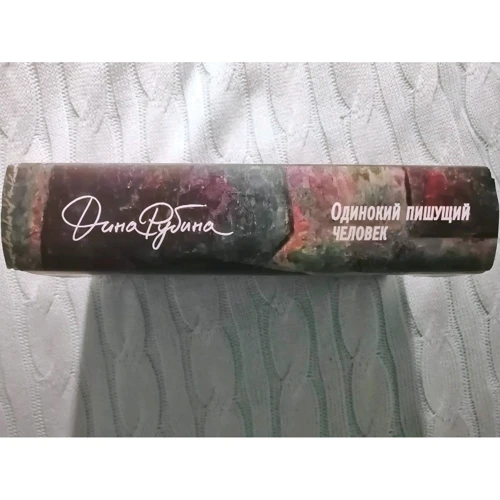 Дина Рубина
Одинокий пишущий
человек